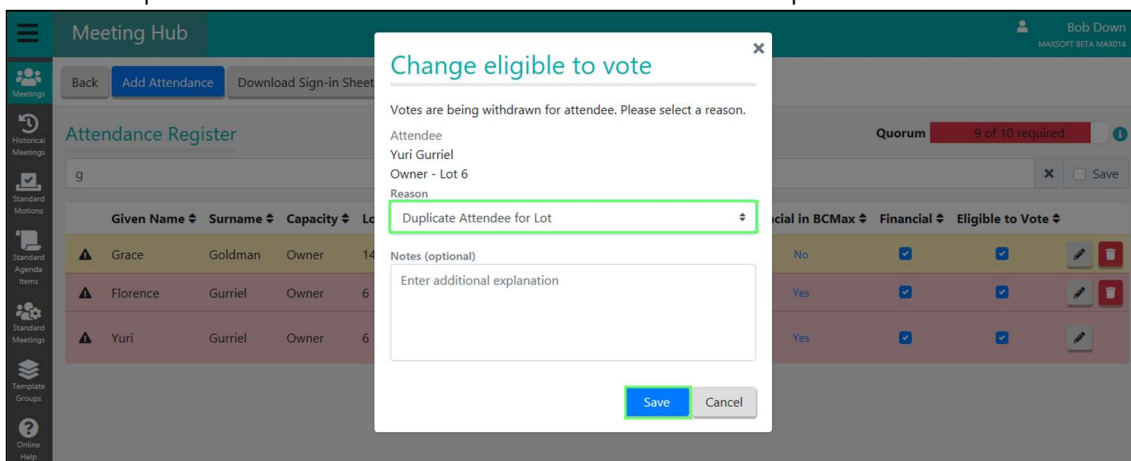 Meeting Hub
Bob Down
MAXSOFT BETA MAX014
Meetings
Historical
Meetings
Standard
Motions
Standard
Agenda
Items
Standard
Meetings
Template
Groups
Online
Help
Back Add Attendance Download Sign-in Sheet
Attendance Register
Quorum 9 of 10 required
g
Save
Given Name Surname Capacity Lo cial in BCMax Financial Eligible to Vote
Grace Goldman Owner 14 No
Florence Gurriel Owner 6 Yes
Yuri Gurriel Owner 6 Yes
Change eligible to vote
Votes are being withdrawn for attendee. Please select a reason.
Attendee
Yuri Gurriel
Owner - Lot 6
Reason
Duplicate Attendee for Lot
Notes (optional)
Enter additional explanation
Save Cancel